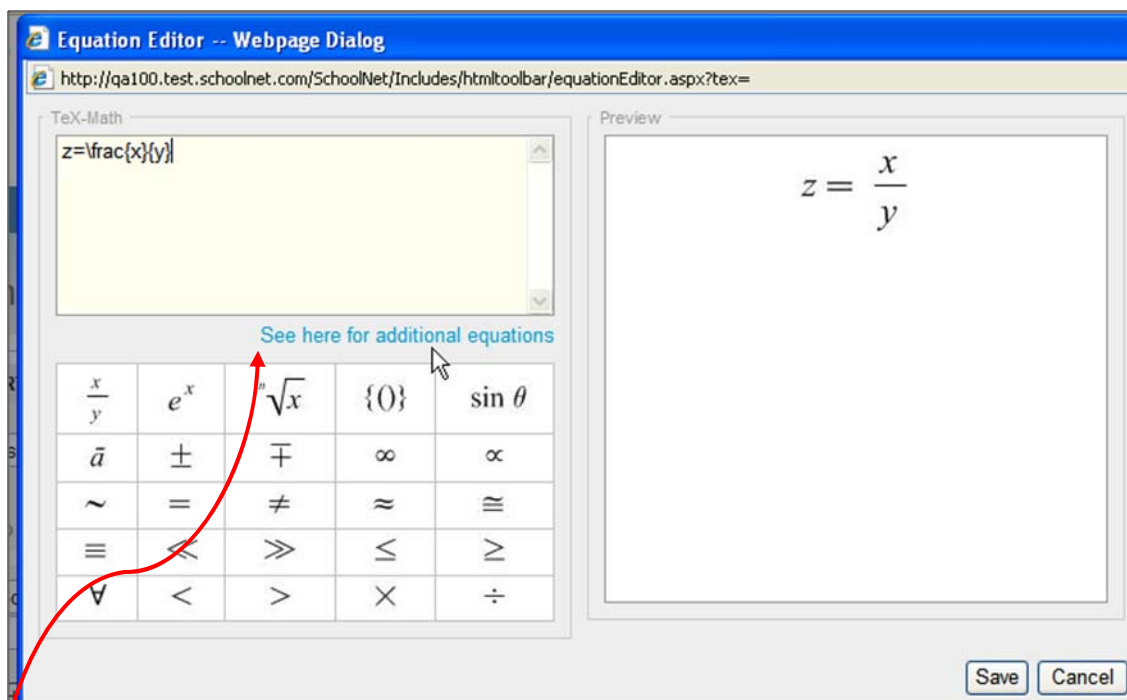 Equation Editor -- Webpage Dialog
http://qa100.test.schoolnet.com/SchoolNet/Includes/htmltoolbar/equationEditor.aspx?tex=
TeX-Math
z=\frac{x}{y}
See here for additional equations
x/y e^x ⁿ√x {()} sin θ
ā ± ∓ ∞ ∝
~ = ≠ ≈ ≅
≡ ≪ ≫ ≤ ≥
∀ < > × ÷
Preview
z = x/y
Save Cancel